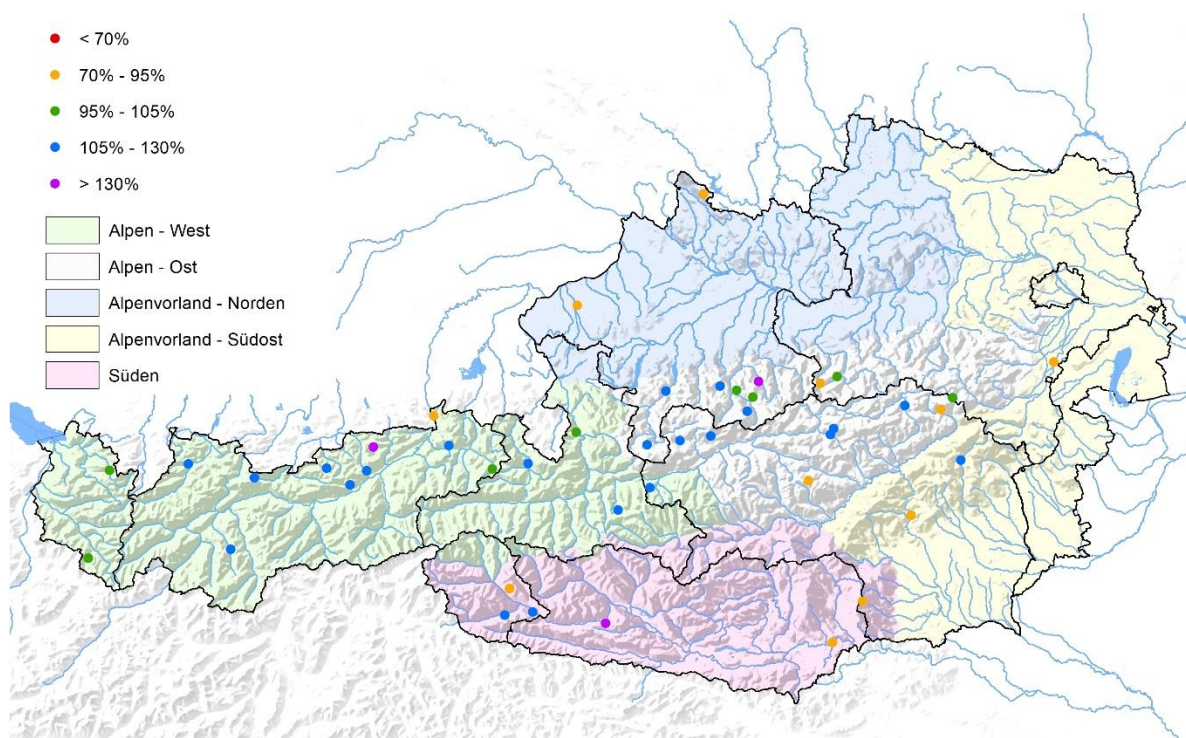 < 70%
70% - 95%
95% - 105%
105% - 130%
> 130%
Alpen - West
Alpen - Ost
Alpenvorland - Norden
Alpenvorland - Südost
Süden